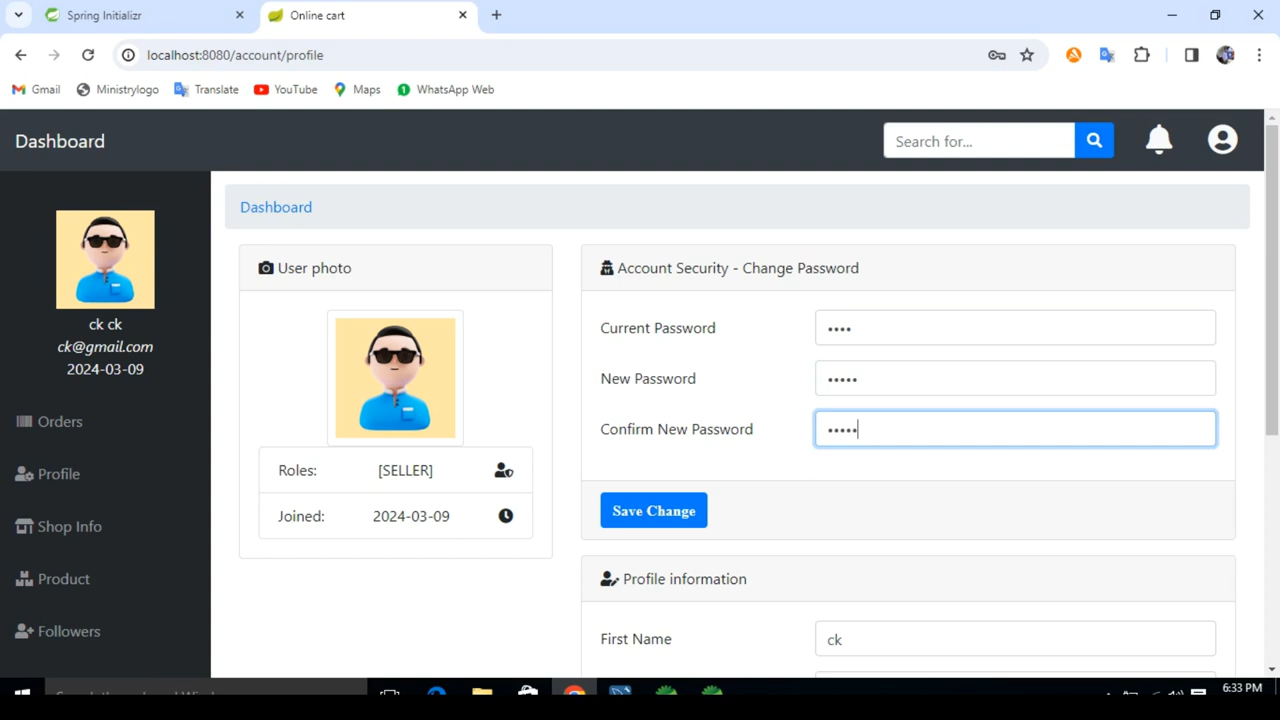 Spring Initializr
Online cart
localhost:8080/account/profile
Gmail
Ministrylogo
Translate
YouTube
Maps
WhatsApp Web
Dashboard
Search for...
ck ck
ck@gmail.com
2024-03-09
Orders
Profile
Shop Info
Product
Followers
Dashboard
User photo
Roles: [SELLER]
Joined: 2024-03-09
Account Security - Change Password
Current Password ••••
New Password •••••
Confirm New Password •••••
Save Change
Profile information
First Name ck
6:33 PM